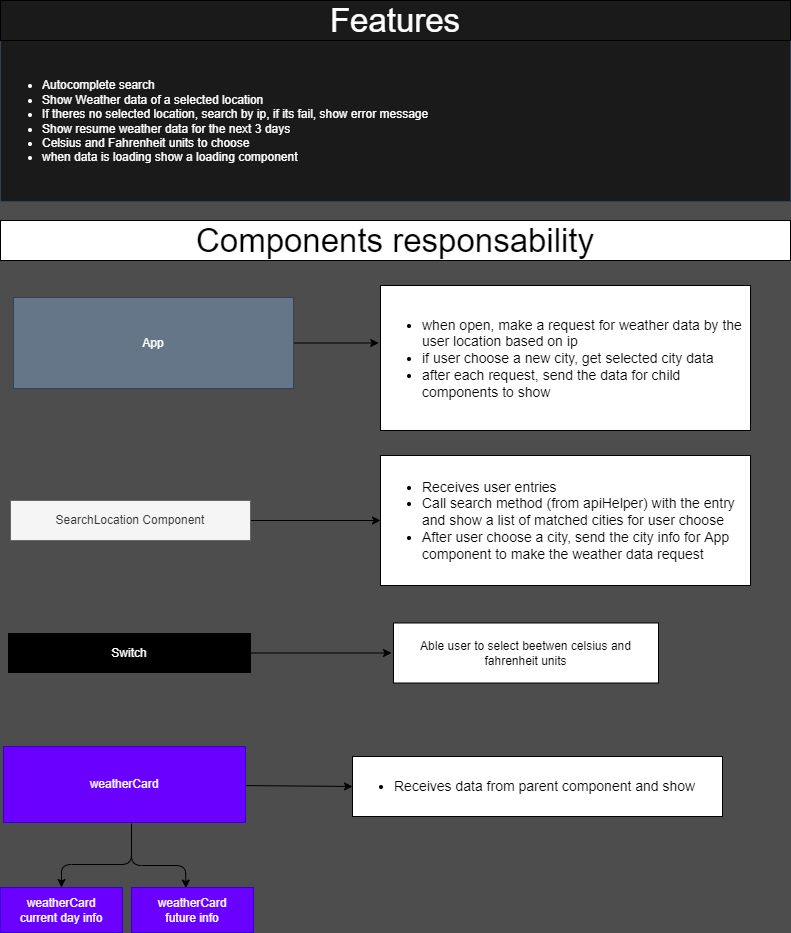 Features
Autocomplete search
Show Weather data of a selected location
If theres no selected location, search by ip, if its fail, show error message
Show resume weather data for the next 3 days
Celsius and Fahrenheit units to choose
when data is loading show a loading component
Components responsability
App
when open, make a request for weather data by the
user location based on ip
if user choose a new city, get selected city data
after each request, send the data for child
components to show
SearchLocation Component
Receives user entries
Call search method (from apiHelper) with the entry
and show a list of matched cities for user choose
After user choose a city, send the city info for App
component to make the weather data request
Switch
Able user to select beetwen celsius and
fahrenheit units
weatherCard
Receives data from parent component and show
weatherCard
current day info
weatherCard
future info